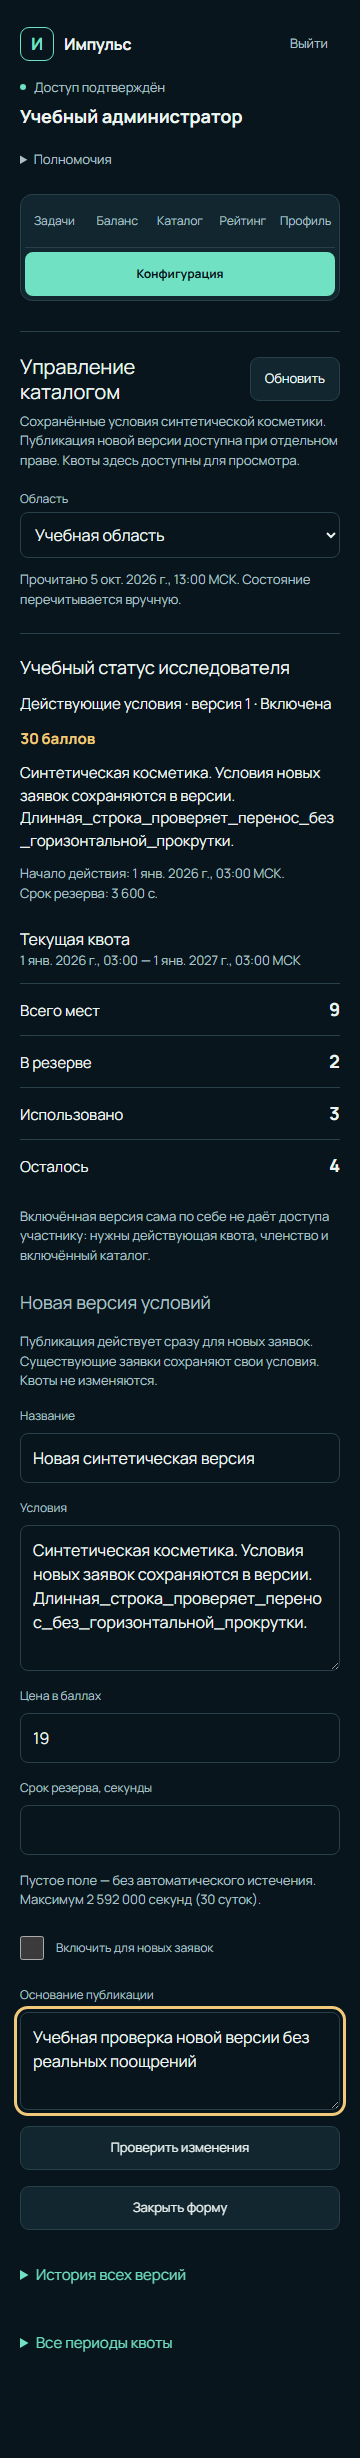 И Импульс Выйти
Доступ подтверждён
Учебный администратор
Полномочия
Задачи Баланс Каталог Рейтинг Профиль
Конфигурация
Управление
каталогом
Обновить
Сохранённые условия синтетической косметики.
Публикация новой версии доступна при отдельном
праве. Квоты здесь доступны для просмотра.
Область
Учебная область
Прочитано 5 окт. 2026 г., 13:00 МСК. Состояние
перечитывается вручную.
Учебный статус исследователя
Действующие условия · версия 1 · Включена
30 баллов
Синтетическая косметика. Условия новых
заявок сохраняются в версии.
Длинная_строка_проверяет_перенос_без
_горизонтальной_прокрутки.
Начало действия: 1 янв. 2026 г., 03:00 МСК.
Срок резерва: 3 600 с.
Текущая квота
1 янв. 2026 г., 03:00 — 1 янв. 2027 г., 03:00 МСК
Всего мест 9
В резерве 2
Использовано 3
Осталось 4
Включённая версия сама по себе не даёт доступа
участнику: нужны действующая квота, членство и
включённый каталог.
Новая версия условий
Публикация действует сразу для новых заявок.
Существующие заявки сохраняют свои условия.
Квоты не изменяются.
Название
Новая синтетическая версия
Условия
Синтетическая косметика. Условия
новых заявок сохраняются в версии.
Длинная_строка_проверяет_перено
с_без_горизонтальной_прокрутки.
Цена в баллах
19
Срок резерва, секунды
Пустое поле — без автоматического истечения.
Максимум 2 592 000 секунд (30 суток).
Включить для новых заявок
Основание публикации
Учебная проверка новой версии без
реальных поощрений
Проверить изменения
Закрыть форму
История всех версий
Все периоды квоты